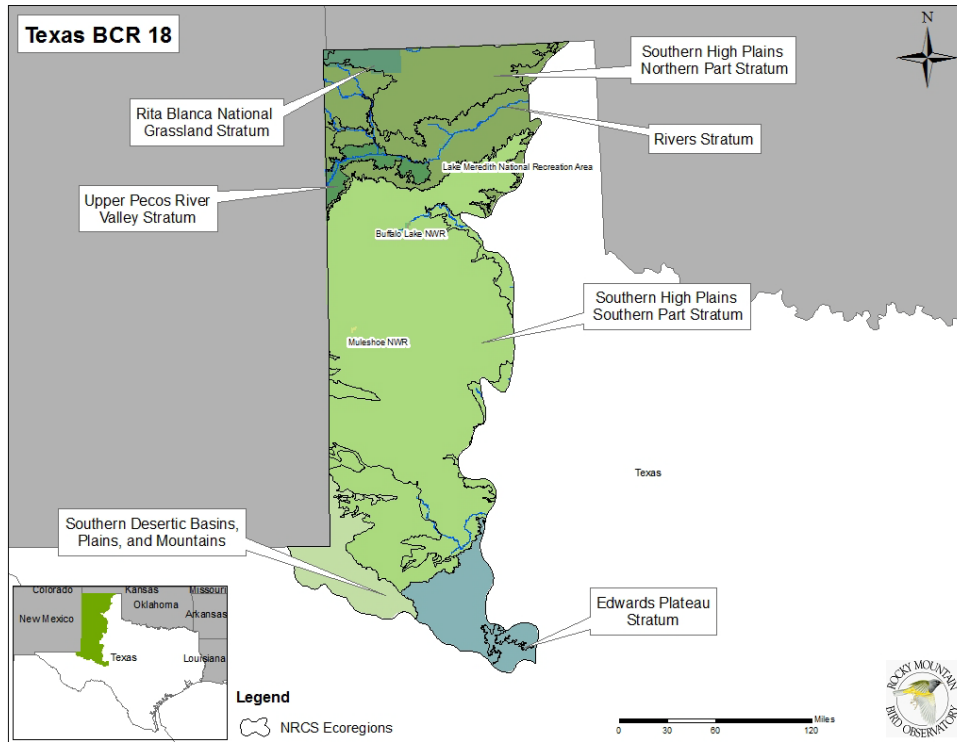 Texas BCR 18
N
Southern High Plains
Northern Part Stratum
Rita Blanca National
Grassland Stratum
Rivers Stratum
Lake Meredith National Recreation Area
Upper Pecos River
Valley Stratum
Buffalo Lake NWR
Southern High Plains
Southern Part Stratum
Muleshoe NWR
Texas
Southern Desertic Basins,
Plains, and Mountains
Edwards Plateau
Stratum
Colorado
Kansas
Missouri
Oklahoma
Arkansas
New Mexico
Texas
Louisiana
Legend
NRCS Ecoregions
Miles
0 30 60 120
ROCKY MOUNTAIN
BIRD OBSERVATORY